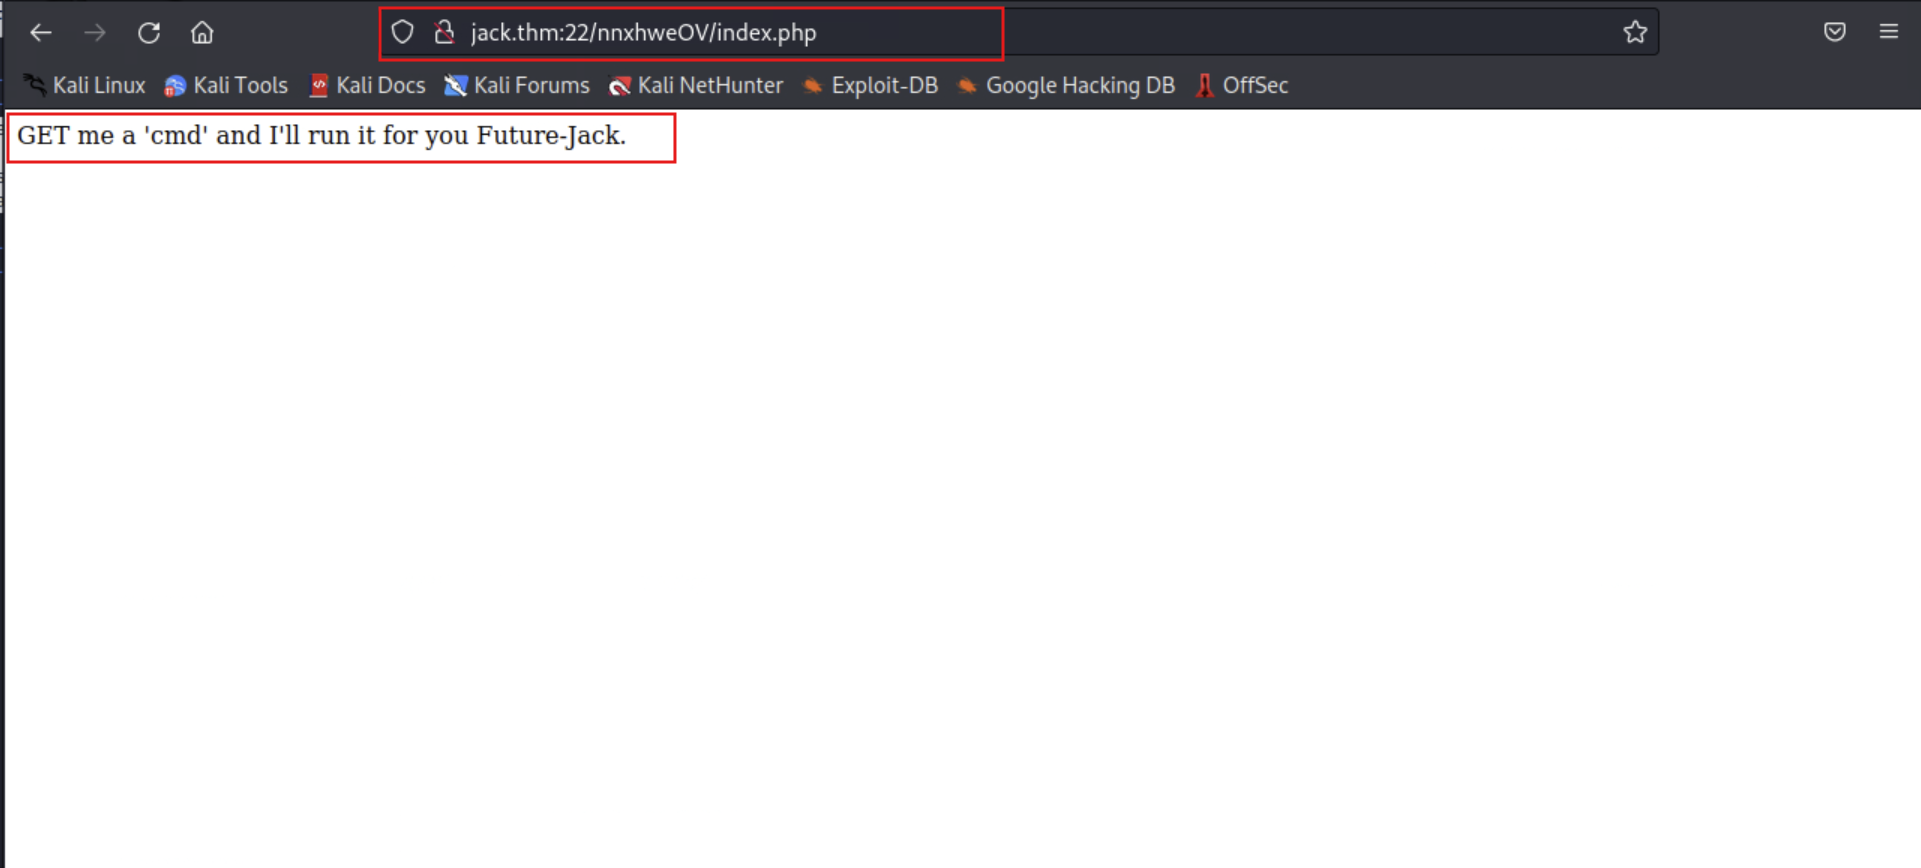 jack.thm:22/nnxhweOV/index.php
Kali Linux Kali Tools Kali Docs Kali Forums Kali NetHunter Exploit-DB Google Hacking DB OffSec
GET me a 'cmd' and I'll run it for you Future-Jack.